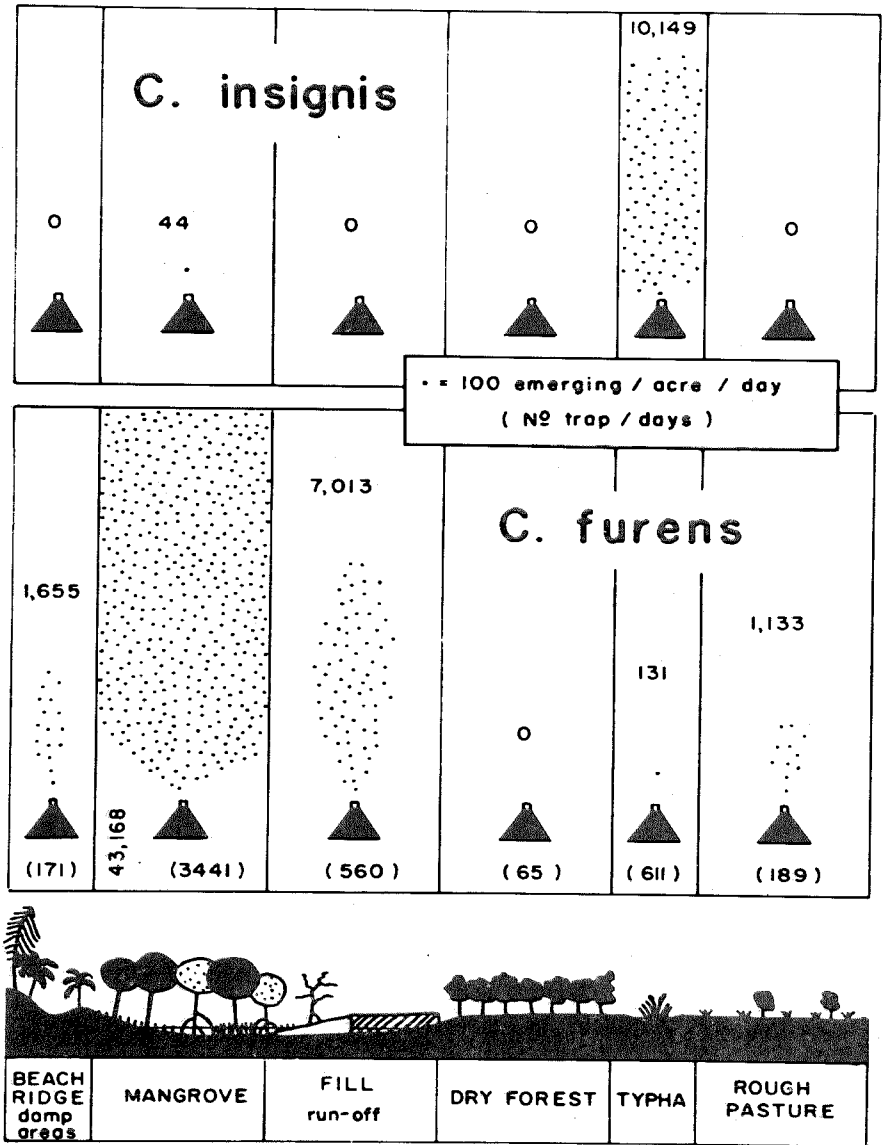 10,149
C. insignis
0
44
0
0
0
• = 100 emerging / acre / day
( Nº trap / days )
7,013
C. furens
1,655
1,133
131
0
43,168
(171)
(3441)
(560)
(65)
(611)
(189)
BEACH
RIDGE
damp
areas
MANGROVE
FILL
run-off
DRY FOREST
TYPHA
ROUGH
PASTURE